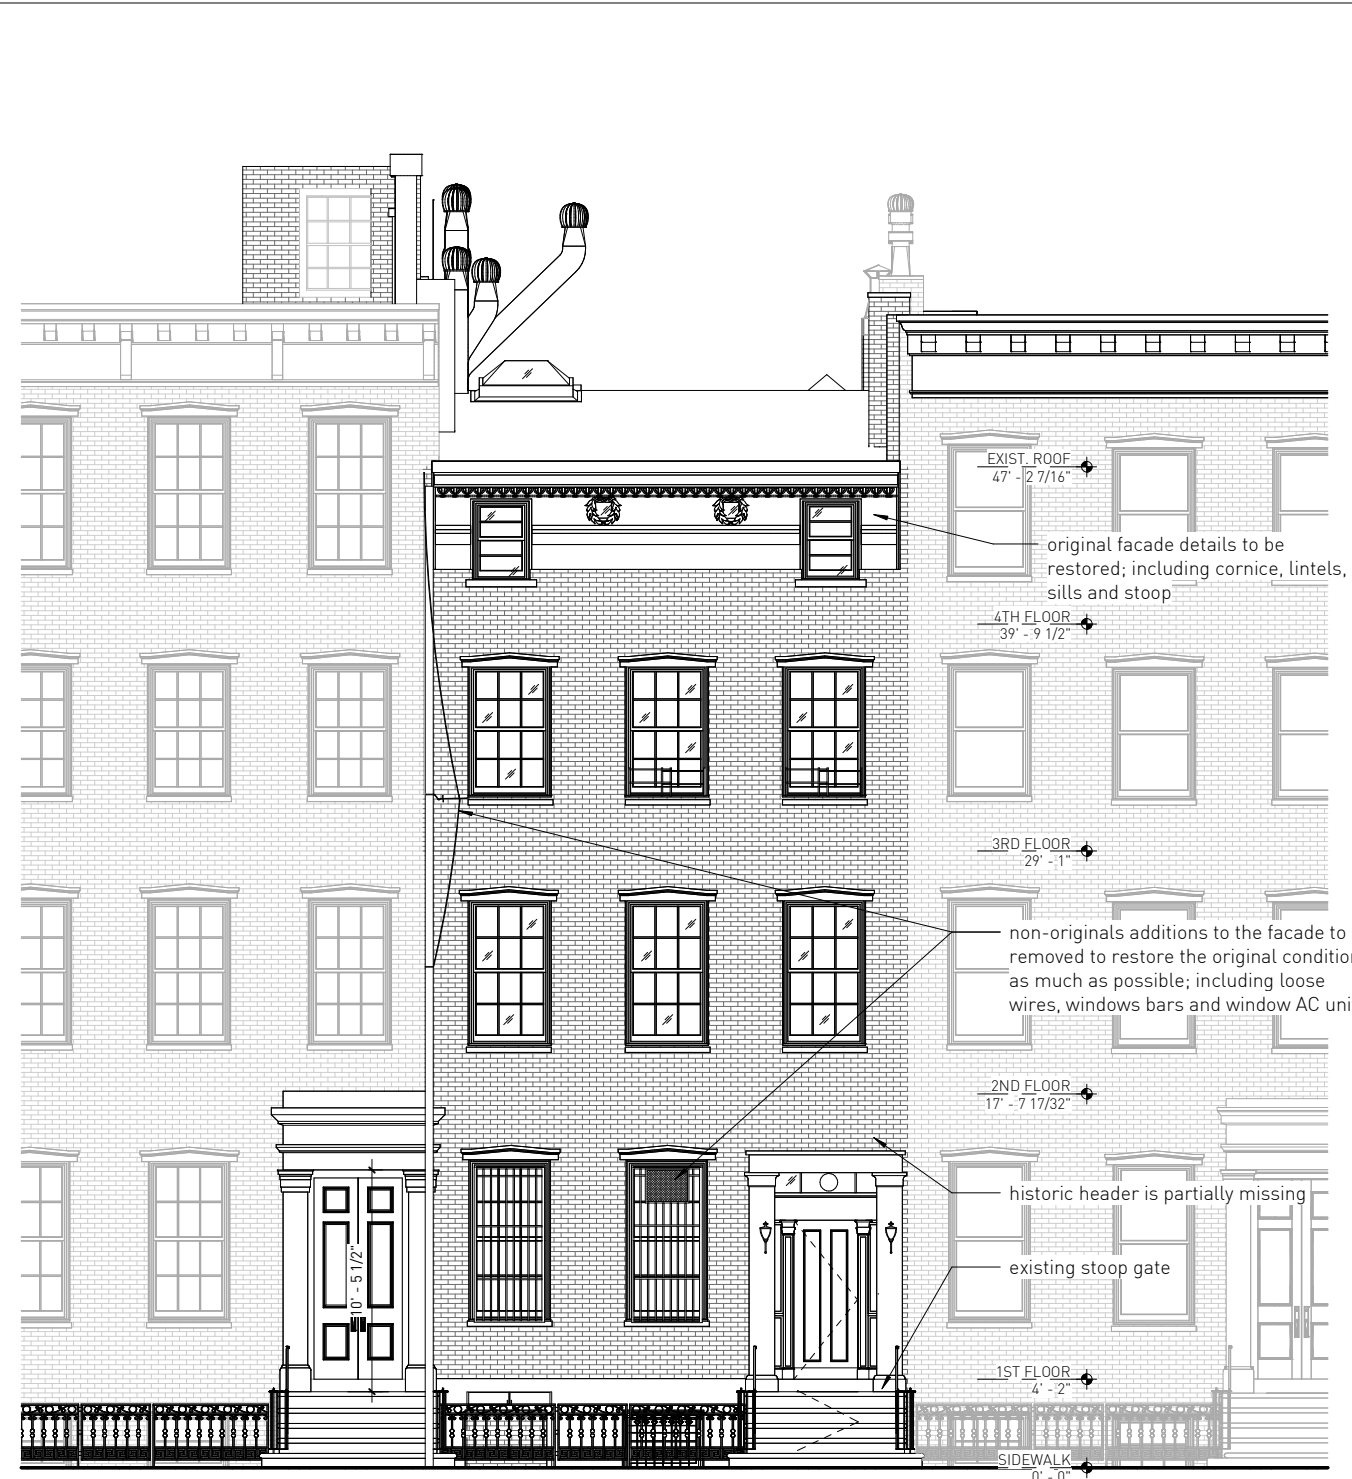 EXIST. ROOF
47' - 2 7/16"
original facade details to be
restored; including cornice, lintels,
sills and stoop
4TH FLOOR
39' - 9 1/2"
3RD FLOOR
29' - 1"
non-originals additions to the facade to
removed to restore the original condition
as much as possible; including loose
wires, windows bars and window AC uni
2ND FLOOR
17' - 7 17/32"
historic header is partially missing
10' - 5 1/2"
existing stoop gate
1ST FLOOR
4' - 2"
SIDEWALK
0' - 0"